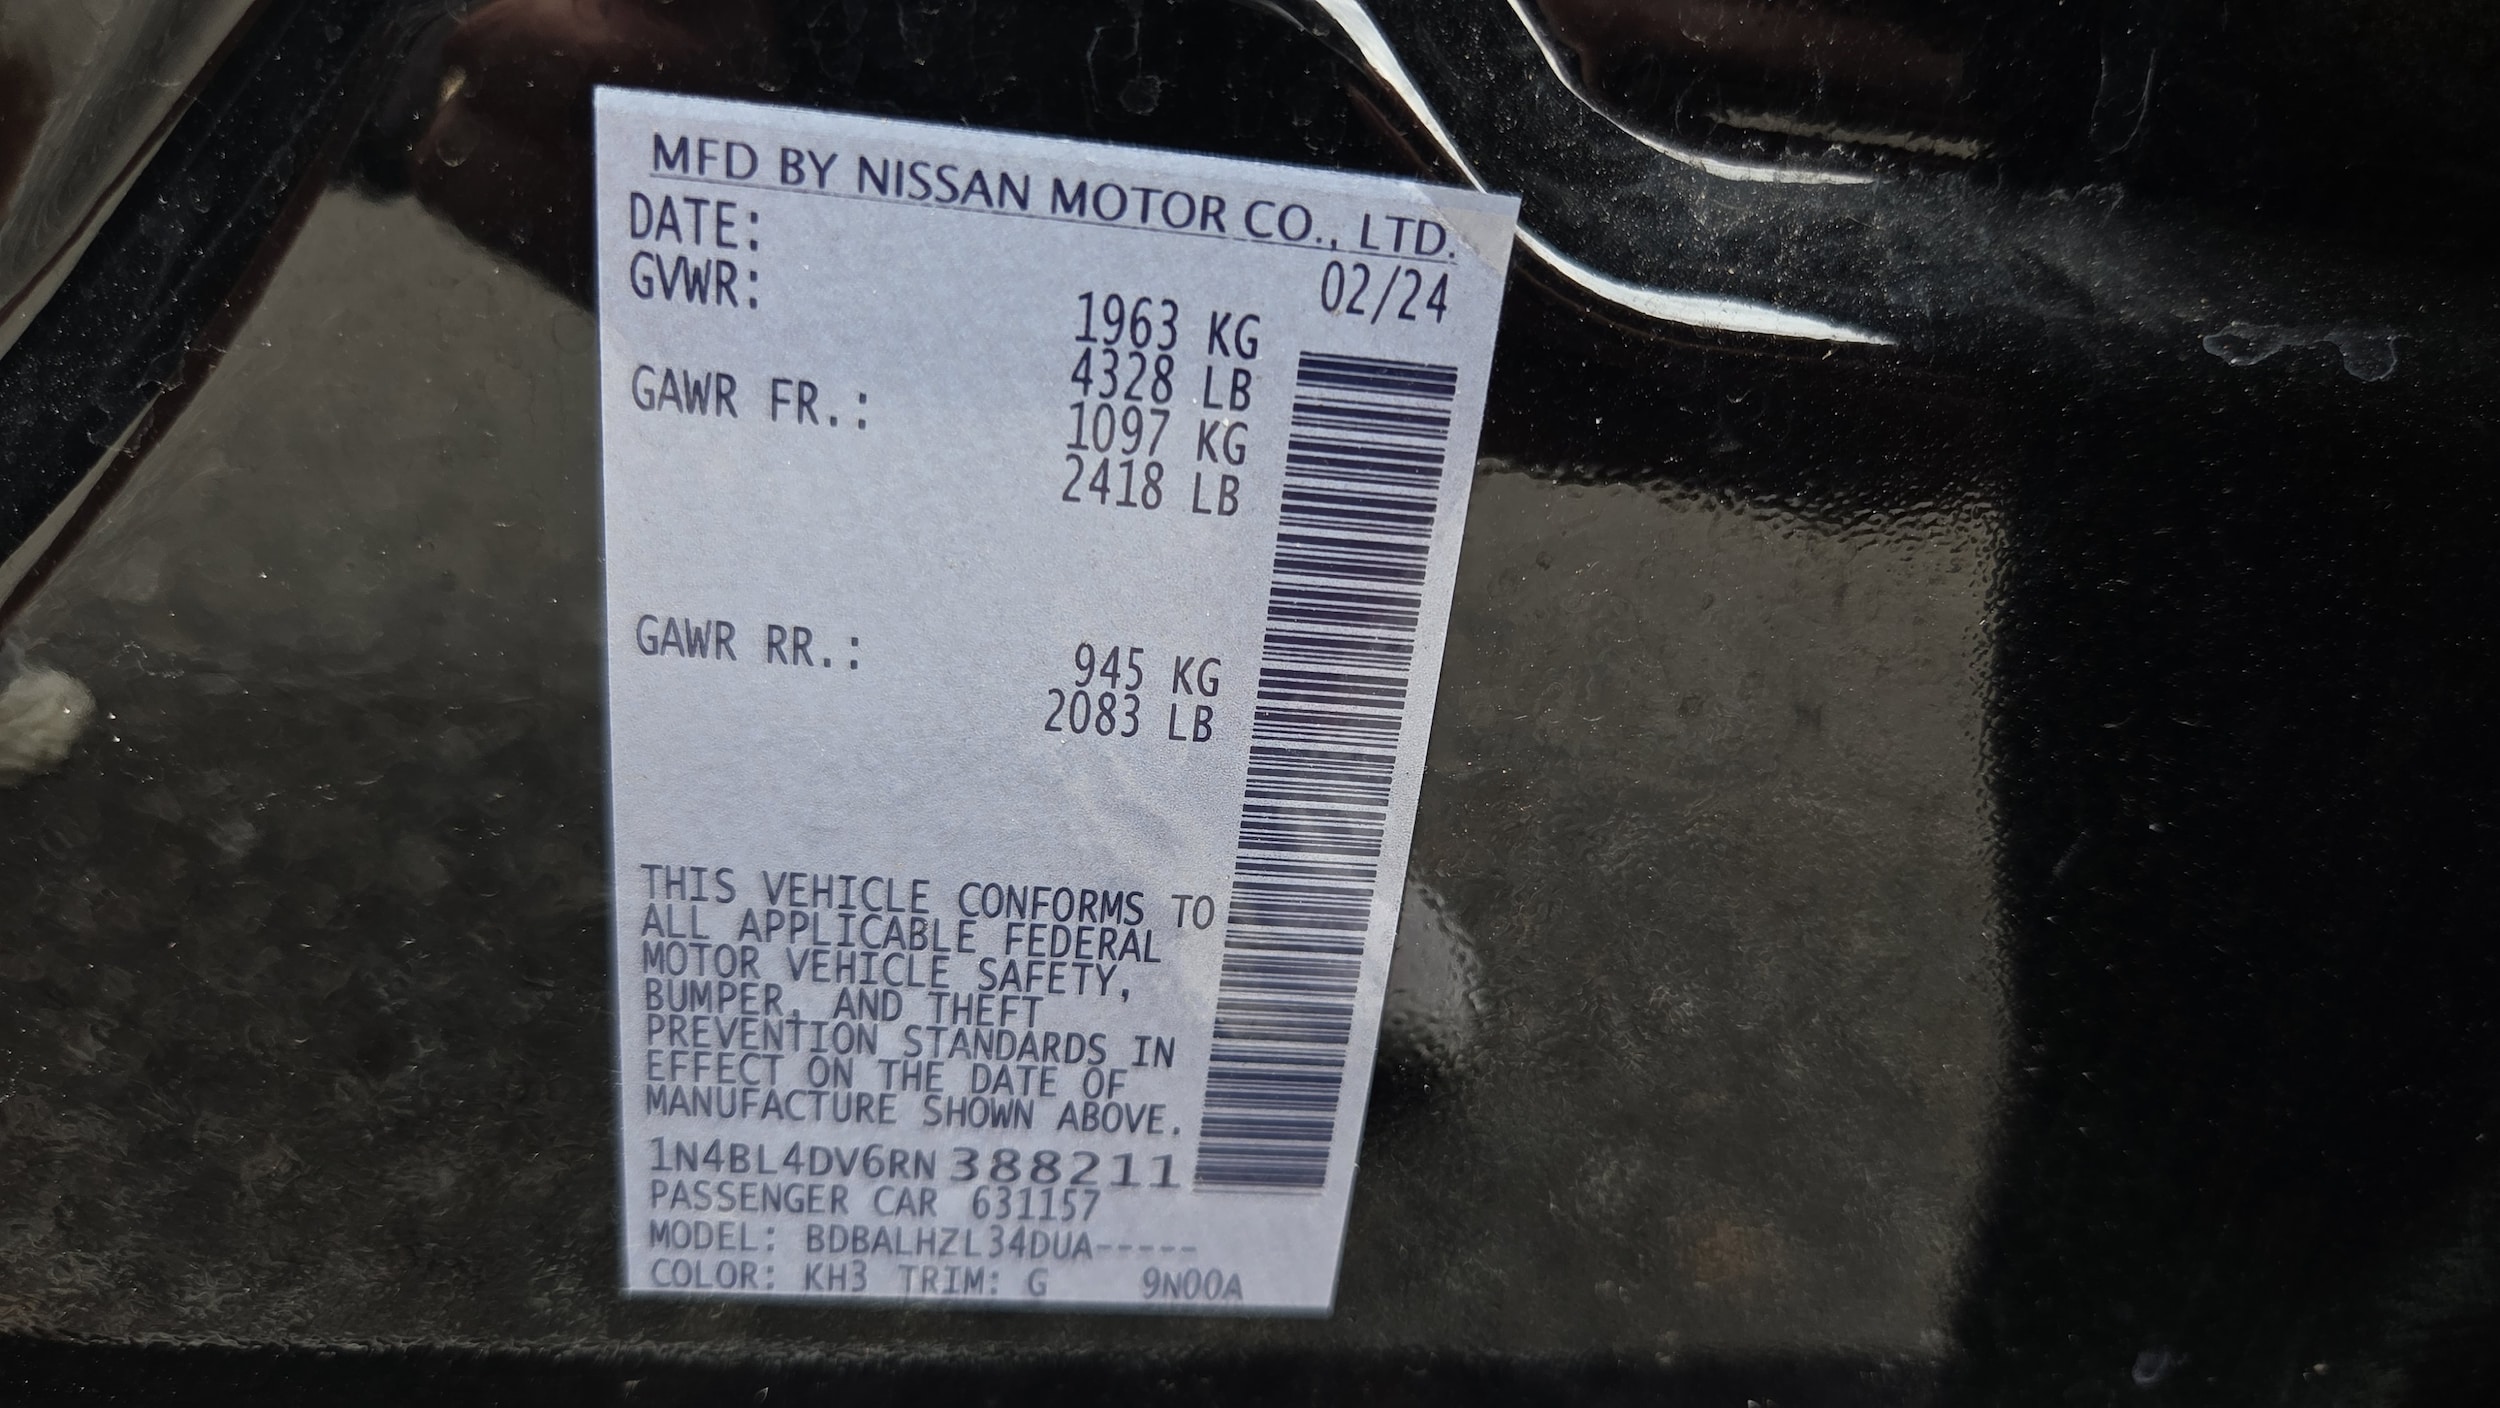 MFD BY NISSAN MOTOR CO., LTD.
DATE: 02/24
GVWR: 1963 KG
4328 LB
GAWR FR.: 1097 KG
2418 LB
GAWR RR.: 945 KG
2083 LB
THIS VEHICLE CONFORMS TO
ALL APPLICABLE FEDERAL
MOTOR VEHICLE SAFETY,
BUMPER, AND THEFT
PREVENTION STANDARDS IN
EFFECT ON THE DATE OF
MANUFACTURE SHOWN ABOVE.
1N4BL4DV6RN388211
PASSENGER CAR 631157
MODEL: BDBALHZL34DUA-----
COLOR: KH3 TRIM: G 9N00A